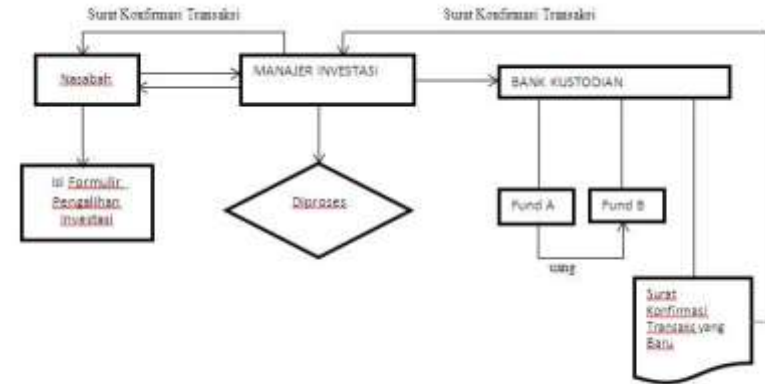 Surat Konfirmasi Transaksi
Surat Konfirmasi Transaksi
Nasabah
MANAJER INVESTASI
BANK KUSTODIAN
Isi Formulir
Pengalihan
Investasi
Diproses
Fund A
Fund B
uang
Surat
Konfirmasi
Transaks yang
Baru